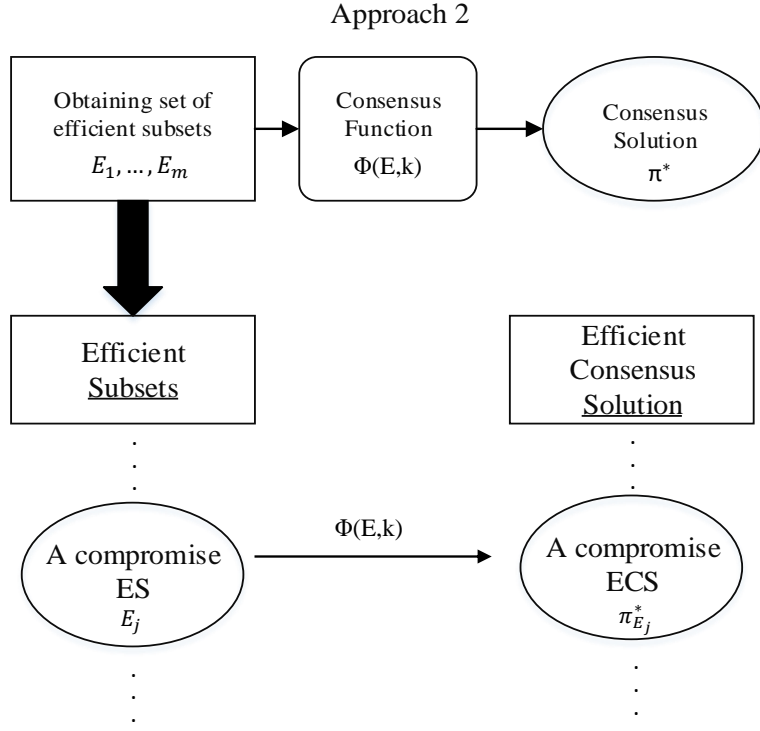 Approach 2
Obtaining set of
efficient subsets
E₁, … , Eₘ
Consensus
Function
Φ(E,k)
Consensus
Solution
π*
Efficient
Subsets
Efficient
Consensus
Solution
Φ(E,k)
A compromise
ES
Eⱼ
A compromise
ECS
π*_{Eⱼ}